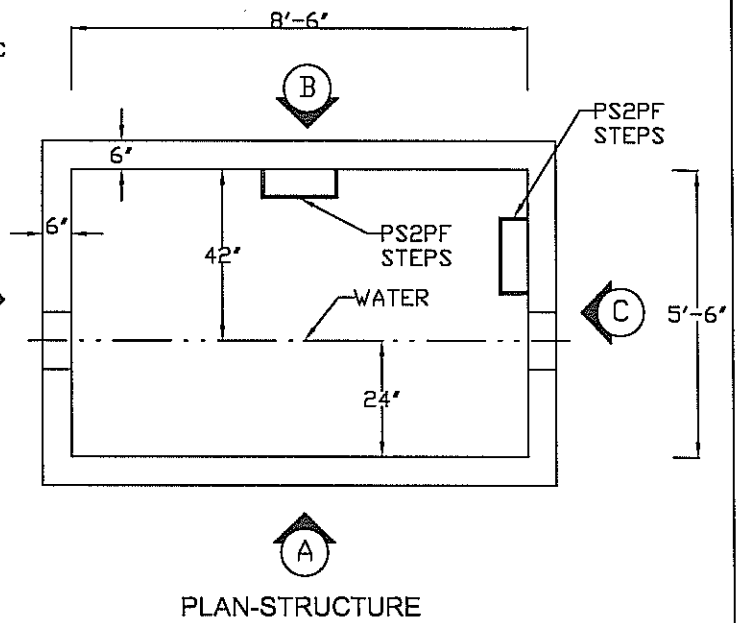 8'-6"
C
B
PS2PF
STEPS
6"
6"
PS2PF
STEPS
42"
WATER
C
5'-6"
24"
A
PLAN-STRUCTURE